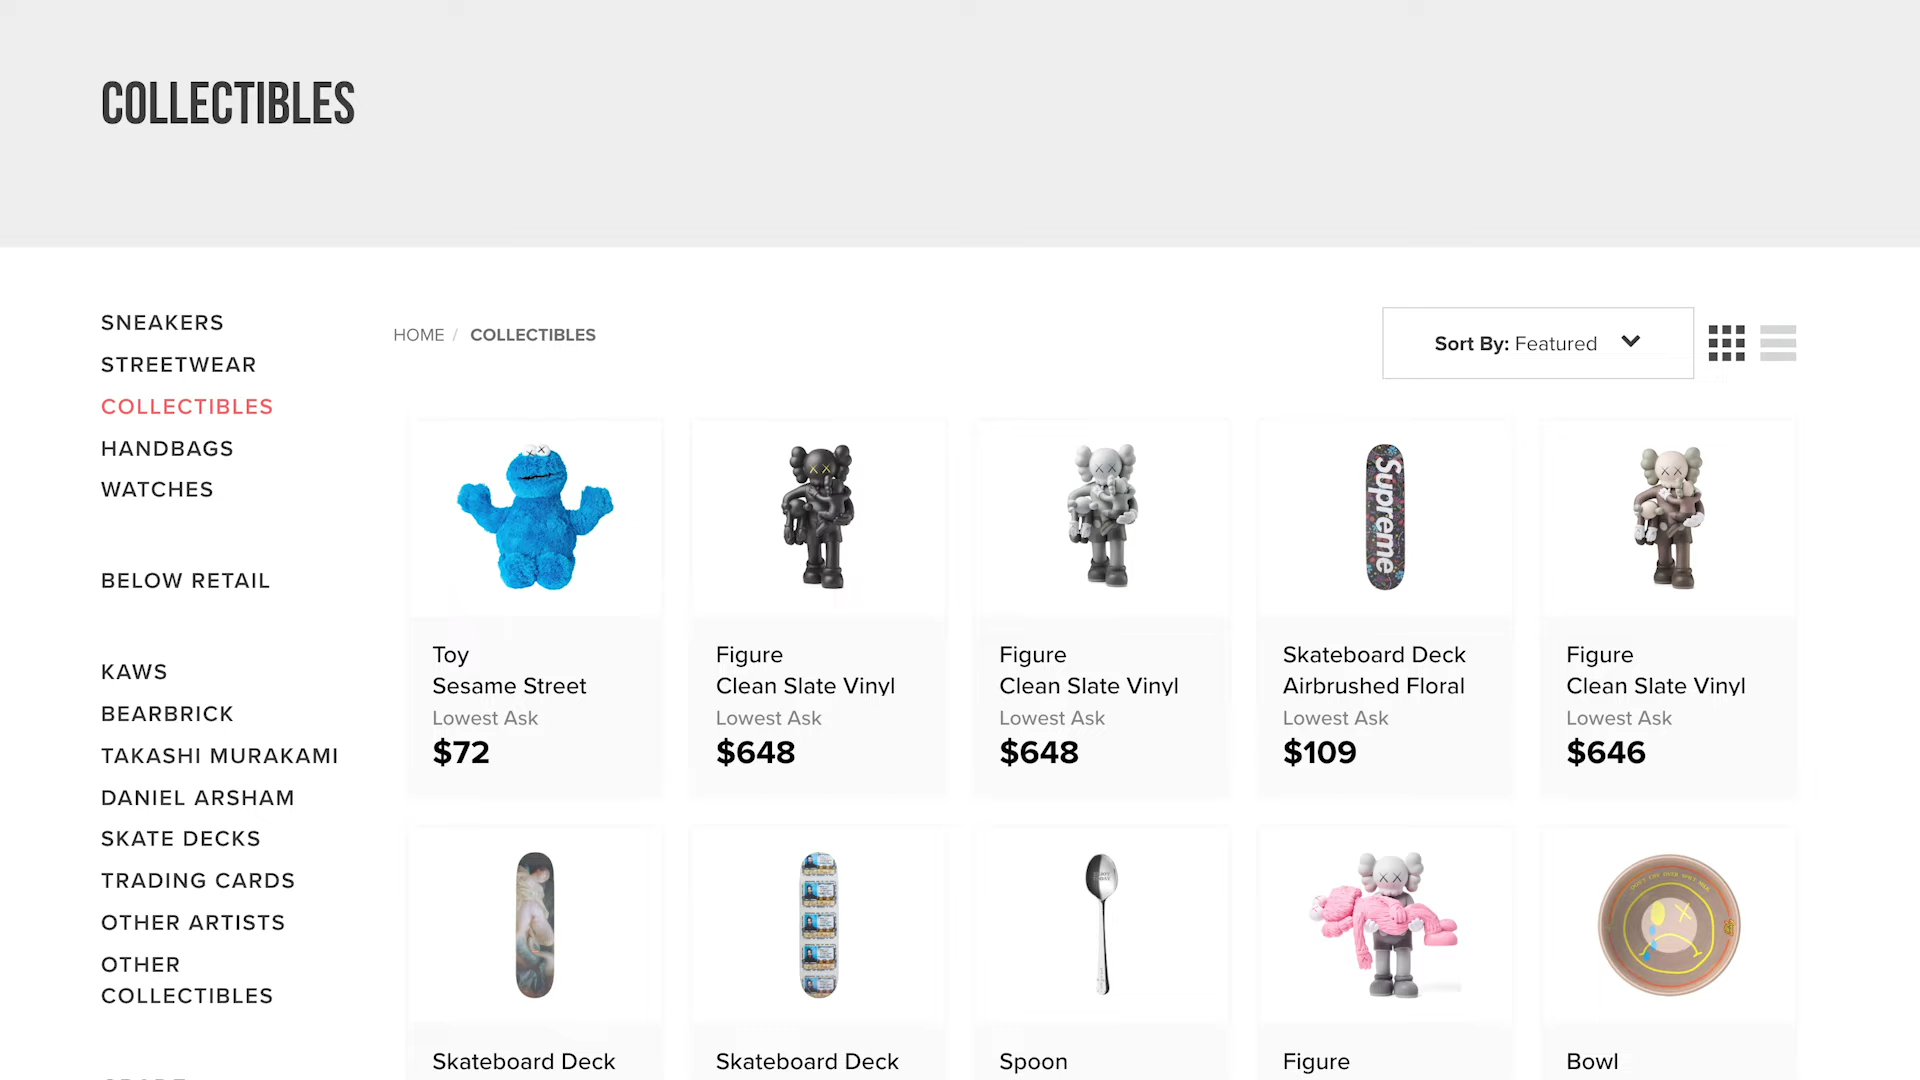 COLLECTIBLES
SNEAKERS
STREETWEAR
COLLECTIBLES
HANDBAGS
WATCHES
BELOW RETAIL
KAWS
BEARBRICK
TAKASHI MURAKAMI
DANIEL ARSHAM
SKATE DECKS
TRADING CARDS
OTHER ARTISTS
OTHER
COLLECTIBLES
HOME / COLLECTIBLES
Sort By: Featured
Toy
Sesame Street
Lowest Ask
$72
Figure
Clean Slate Vinyl
Lowest Ask
$648
Figure
Clean Slate Vinyl
Lowest Ask
$648
Supreme
Skateboard Deck
Airbrushed Floral
Lowest Ask
$109
Figure
Clean Slate Vinyl
Lowest Ask
$646
Skateboard Deck
Skateboard Deck
Spoon
Figure
Bowl